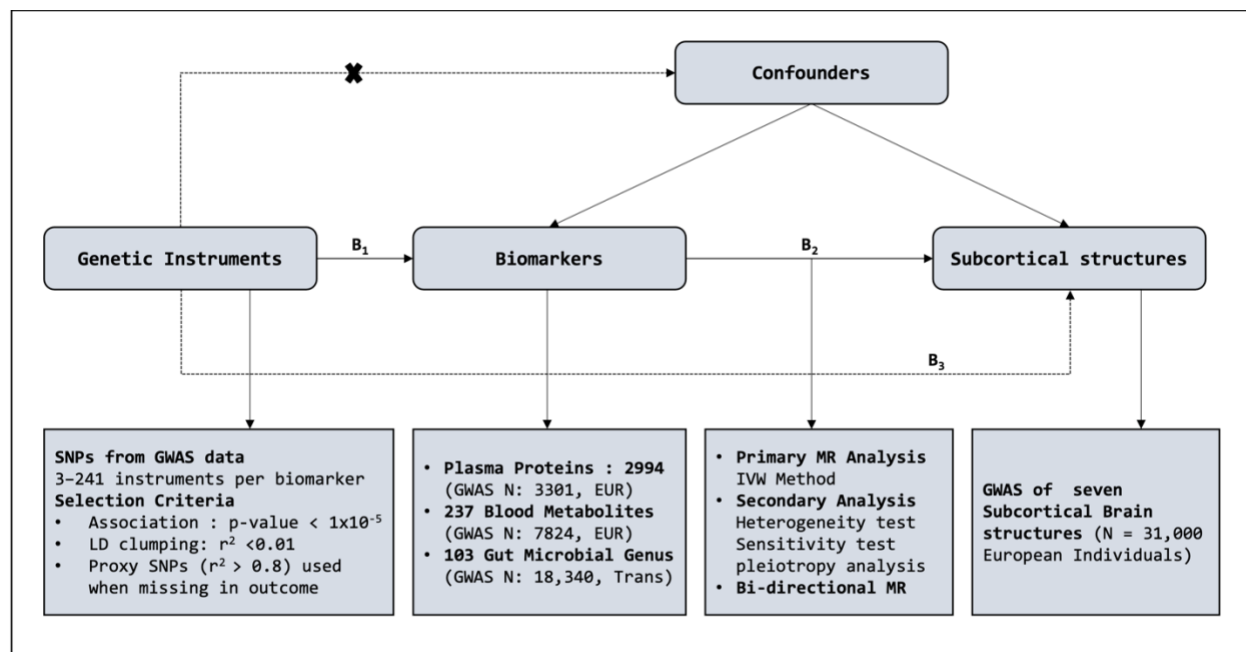 Confounders
Genetic Instruments
B₁
Biomarkers
B₂
Subcortical structures
B₃
SNPs from GWAS data
3–241 instruments per biomarker
Selection Criteria
• Association : p-value < 1x10⁻⁵
• LD clumping: r² <0.01
• Proxy SNPs (r² > 0.8) used
when missing in outcome
• Plasma Proteins : 2994
(GWAS N: 3301, EUR)
• 237 Blood Metabolites
(GWAS N: 7824, EUR)
• 103 Gut Microbial Genus
(GWAS N: 18,340, Trans)
• Primary MR Analysis
IVW Method
• Secondary Analysis
Heterogeneity test
Sensitivity test
pleiotropy analysis
• Bi-directional MR
GWAS of seven
Subcortical Brain
structures (N = 31,000
European Individuals)